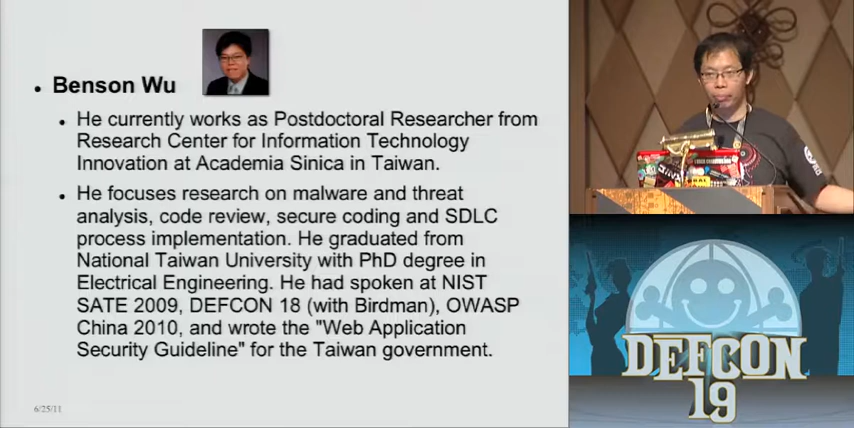 Benson Wu
He currently works as Postdoctoral Researcher from
Research Center for Information Technology
Innovation at Academia Sinica in Taiwan.
He focuses research on malware and threat
analysis, code review, secure coding and SDLC
process implementation. He graduated from
National Taiwan University with PhD degree in
Electrical Engineering. He had spoken at NIST
SATE 2009, DEFCON 18 (with Birdman), OWASP
China 2010, and wrote the "Web Application
Security Guideline" for the Taiwan government.
6/25/11
DEFCON
19